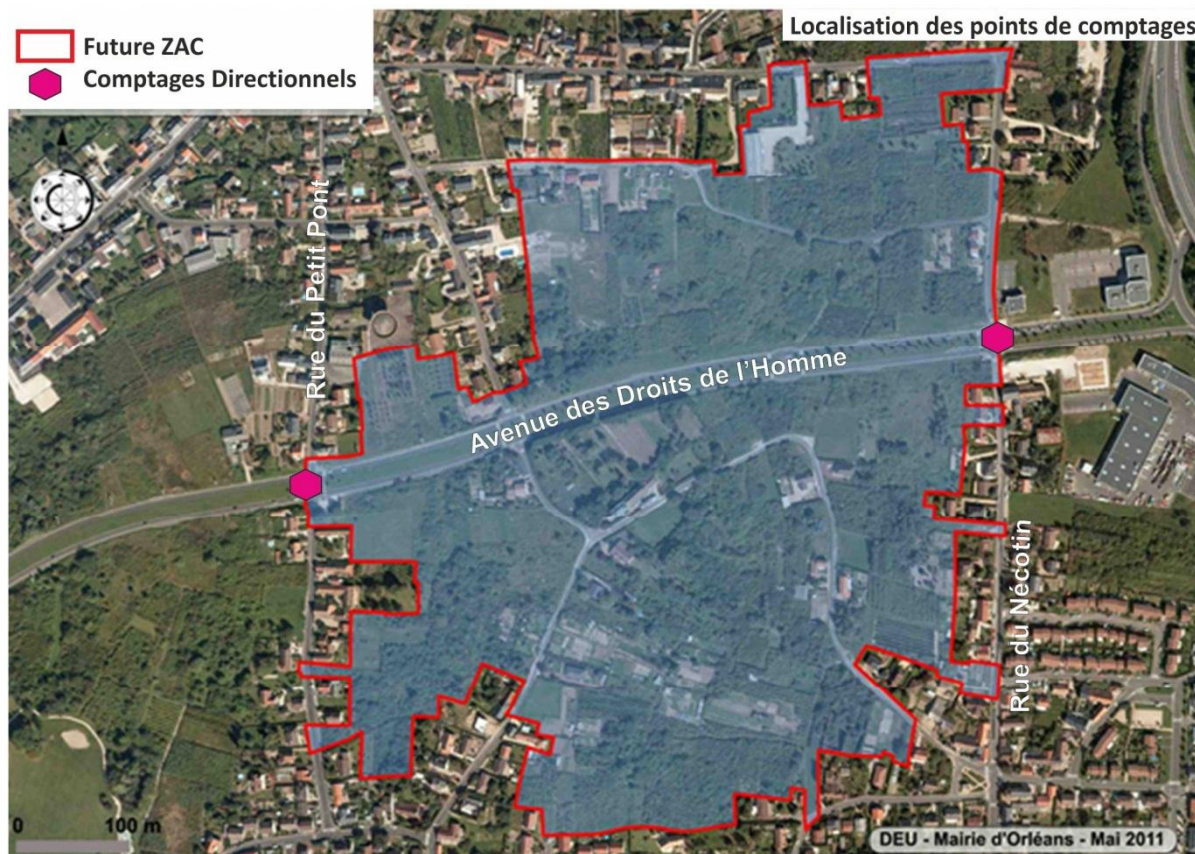 Localisation des points de comptages
Future ZAC
Comptages Directionnels
Rue du Petit Pont
Avenue des Droits de l'Homme
Rue du Nécotin
0 100 m
DEU - Mairie d'Orléans - Mai 2011